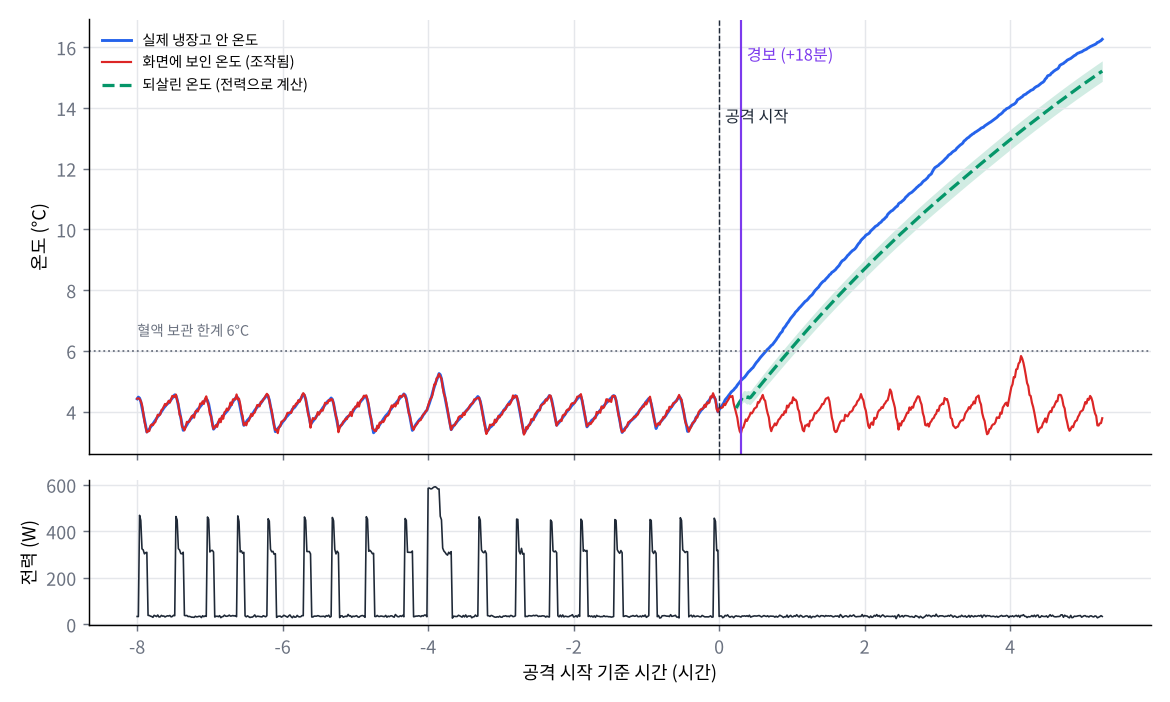 실제 냉장고 안 온도
화면에 보인 온도 (조작됨)
되살린 온도 (전력으로 계산)
경보 (+18분)
공격 시작
혈액 보관 한계 6°C
온도 (°C)
16
14
12
10
8
6
4
전력 (W)
600
400
200
0
-8 -6 -4 -2 0 2 4
공격 시작 기준 시간 (시간)